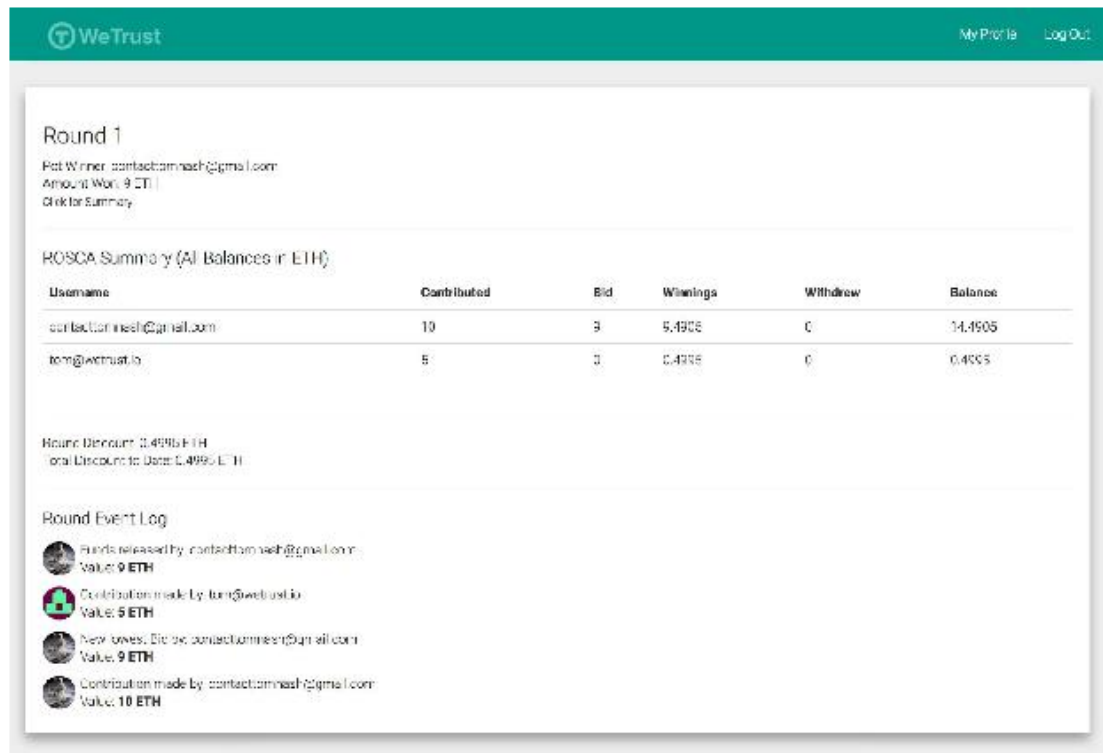 WeTrust
My Profile Log Out
Round 1
Pot Winner: contacttomnash@gmail.com
Amount Won: 9 ETH
Click for Summary
ROSCA Summary (All Balances in ETH)
Username Contributed Bid Winnings Withdrew Balance
contacttomnash@gmail.com 10 9 9.4905 0 14.4905
tom@wetrust.io 5 0 0.4995 0 0.4995
Round Discount: 0.4995 ETH
Total Discount to Date: 0.4995 ETH
Round Event Log
Funds released by: contacttomnash@gmail.com
Value: 9 ETH
Contribution made by: tom@wetrust.io
Value: 5 ETH
New lowest Bid by: contacttomnash@gmail.com
Value: 9 ETH
Contribution made by: contacttomnash@gmail.com
Value: 10 ETH